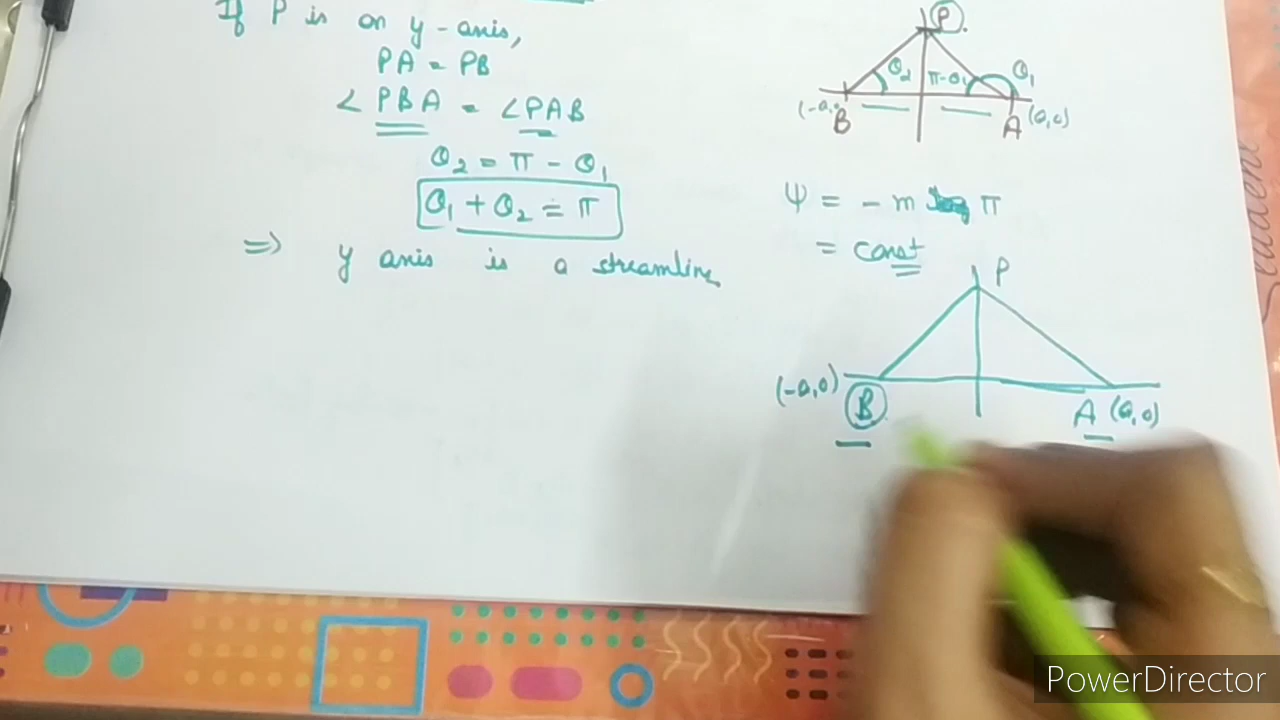 If P is on y-axis,
PA = PB
∠ PBA = ∠PAB
θ₂ = π - θ₁
θ₁ + θ₂ = π
⇒ y axis is a streamline
P
θ₂ π-θ₁ θ₁
(-a,0) B A (a,0)
Ψ = - m π
= const
P
(-a,0) B A (a,0)
Student
PowerDirector